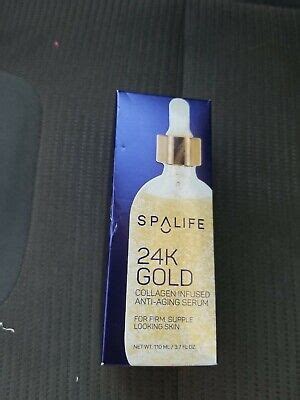 SPALIFE
24K
GOLD
COLLAGEN INFUSED
ANTI-AGING SERUM
FOR FIRM, SUPPLE
LOOKING SKIN
NET WT. 110 ML / 3.7 FL OZ.